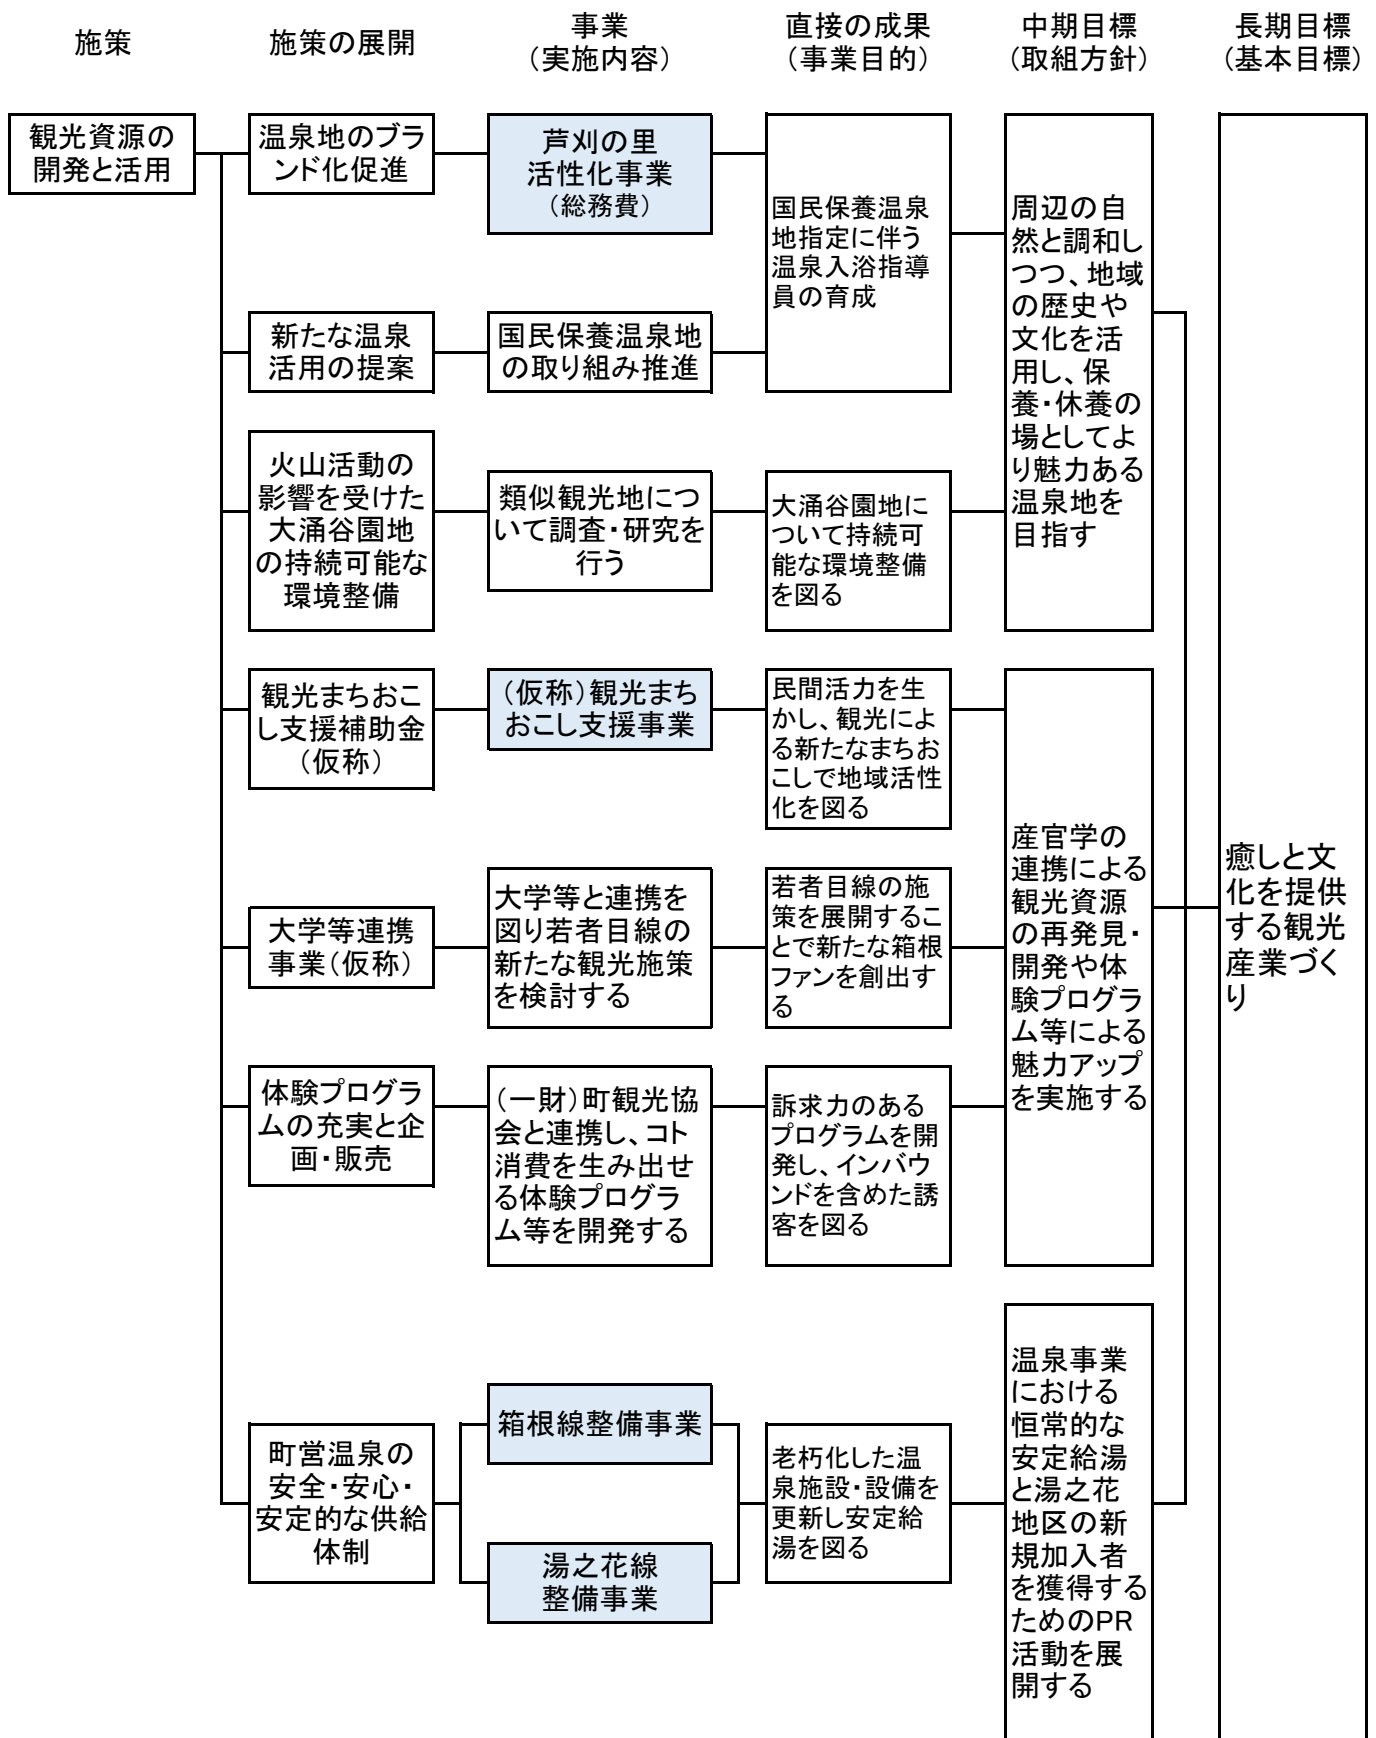 施策
施策の展開
事業
（実施内容）
直接の成果
（事業目的）
中期目標
（取組方針）
長期目標
（基本目標）
観光資源の
開発と活用
温泉地のブラ
ンド化促進
芦刈の里
活性化事業
（総務費）
国民保養温泉
地指定に伴う
温泉入浴指導
員の育成
周辺の自
然と調和し
つつ、地域
の歴史や
文化を活
用し、保
養・休養の
場としてよ
り魅力ある
温泉地を
目指す
新たな温泉
活用の提案
国民保養温泉地
の取り組み推進
火山活動の
影響を受けた
大涌谷園地
の持続可能な
環境整備
類似観光地につ
いて調査・研究を
行う
大涌谷園地に
ついて持続可
能な環境整備
を図る
観光まちおこ
し支援補助金
（仮称）
（仮称）観光まち
おこし支援事業
民間活力を生
かし、観光によ
る新たなまちお
こしで地域活性
化を図る
産官学の
連携による
観光資源
の再発見・
開発や体
験プログラ
ム等による
魅力アップ
を実施する
癒しと文
化を提供
する観光
産業づく
り
大学等連携
事業（仮称）
大学等と連携を
図り若者目線の
新たな観光施策
を検討する
若者目線の施
策を展開するこ
とで新たな箱根
ファンを創出す
る
体験プログラ
ムの充実と企
画・販売
（一財）町観光協
会と連携し、コト
消費を生み出せ
る体験プログラ
ム等を開発する
訴求力のある
プログラムを開
発し、インバウ
ンドを含めた誘
客を図る
町営温泉の
安全・安心・
安定的な供給
体制
箱根線整備事業
湯之花線
整備事業
老朽化した温
泉施設・設備を
更新し安定給
湯を図る
温泉事業
における
恒常的な
安定給湯
と湯之花
地区の新
規加入者
を獲得する
ためのPR
活動を展
開する